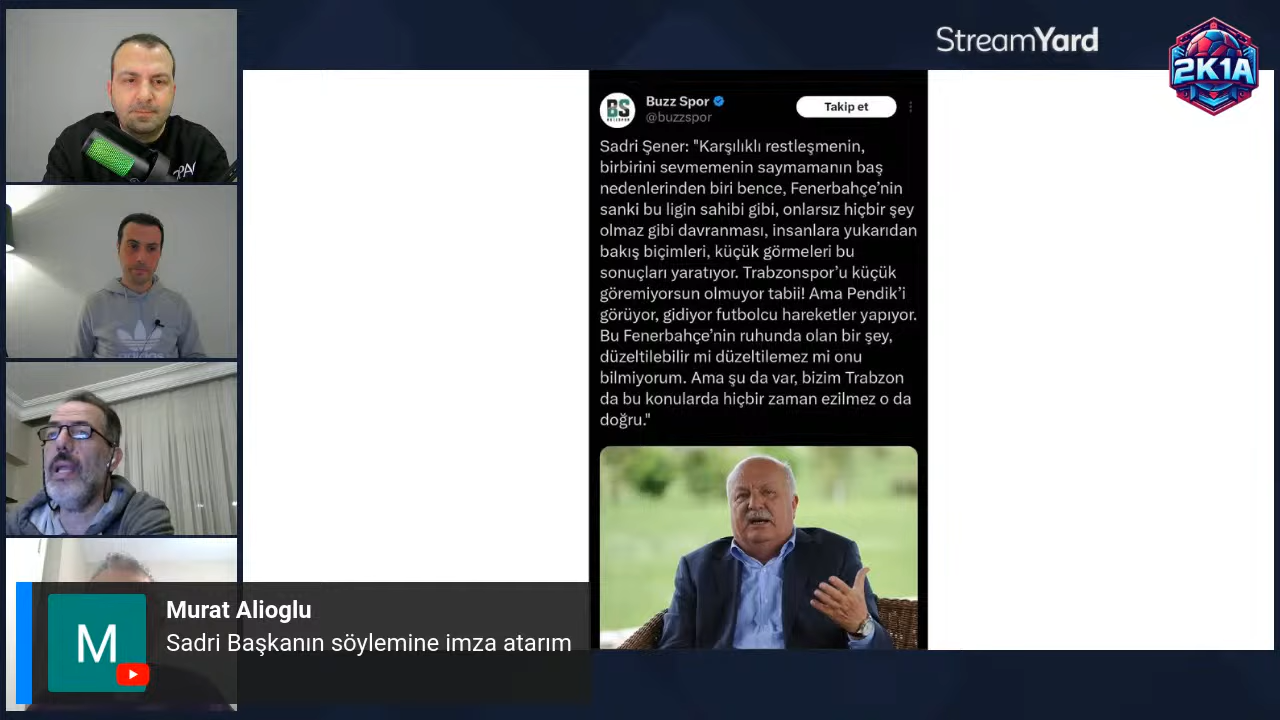 StreamYard
2K1A
BS
Buzz Spor
@buzzspor
Takip et
Sadri Şener: "Karşılıklı restleşmenin,
birbirini sevmemenin saymamanın baş
nedenlerinden biri bence, Fenerbahçe’nin
sanki bu ligin sahibi gibi, onlarsız hiçbir şey
olmaz gibi davranması, insanlara yukarıdan
bakış biçimleri, küçük görmeleri bu
sonuçları yaratıyor. Trabzonspor’u küçük
göremiyorsun olmuyor tabii! Ama Pendik’i
görüyor, gidiyor futbolcu hareketler yapıyor.
Bu Fenerbahçe’nin ruhunda olan bir şey,
düzeltilebilir mi düzeltilemez mi onu
bilmiyorum. Ama şu da var, bizim Trabzon
da bu konularda hiçbir zaman ezilmez o da
doğru."
adidas
M
Murat Alioglu
Sadri Başkanın söylemine imza atarım